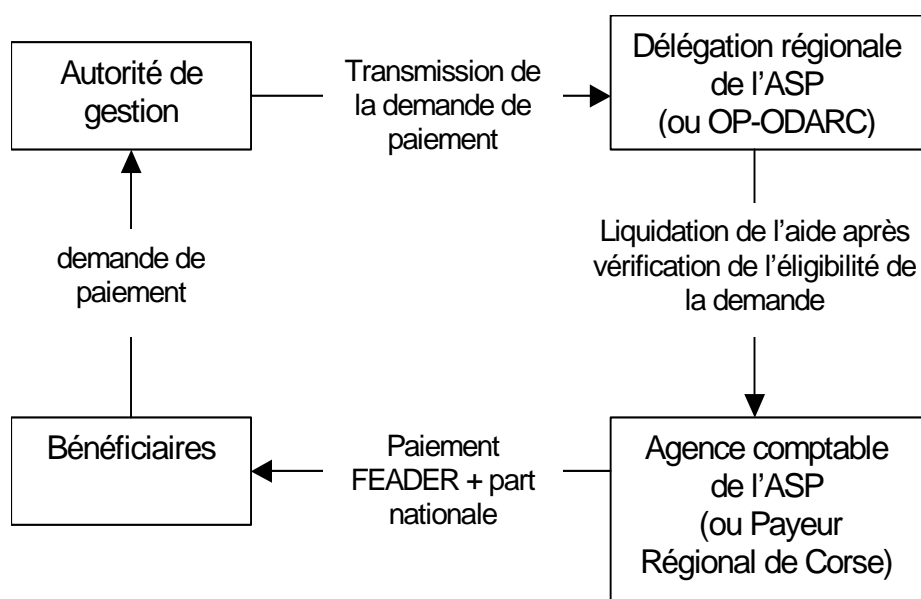 Autorité de
gestion
Transmission de
la demande de
paiement
Délégation régionale
de l’ASP
(ou OP-ODARC)
demande de
paiement
Liquidation de l’aide après
vérification de l’éligibilité de
la demande
Bénéficiaires
Paiement
FEADER + part
nationale
Agence comptable
de l’ASP
(ou Payeur
Régional de Corse)